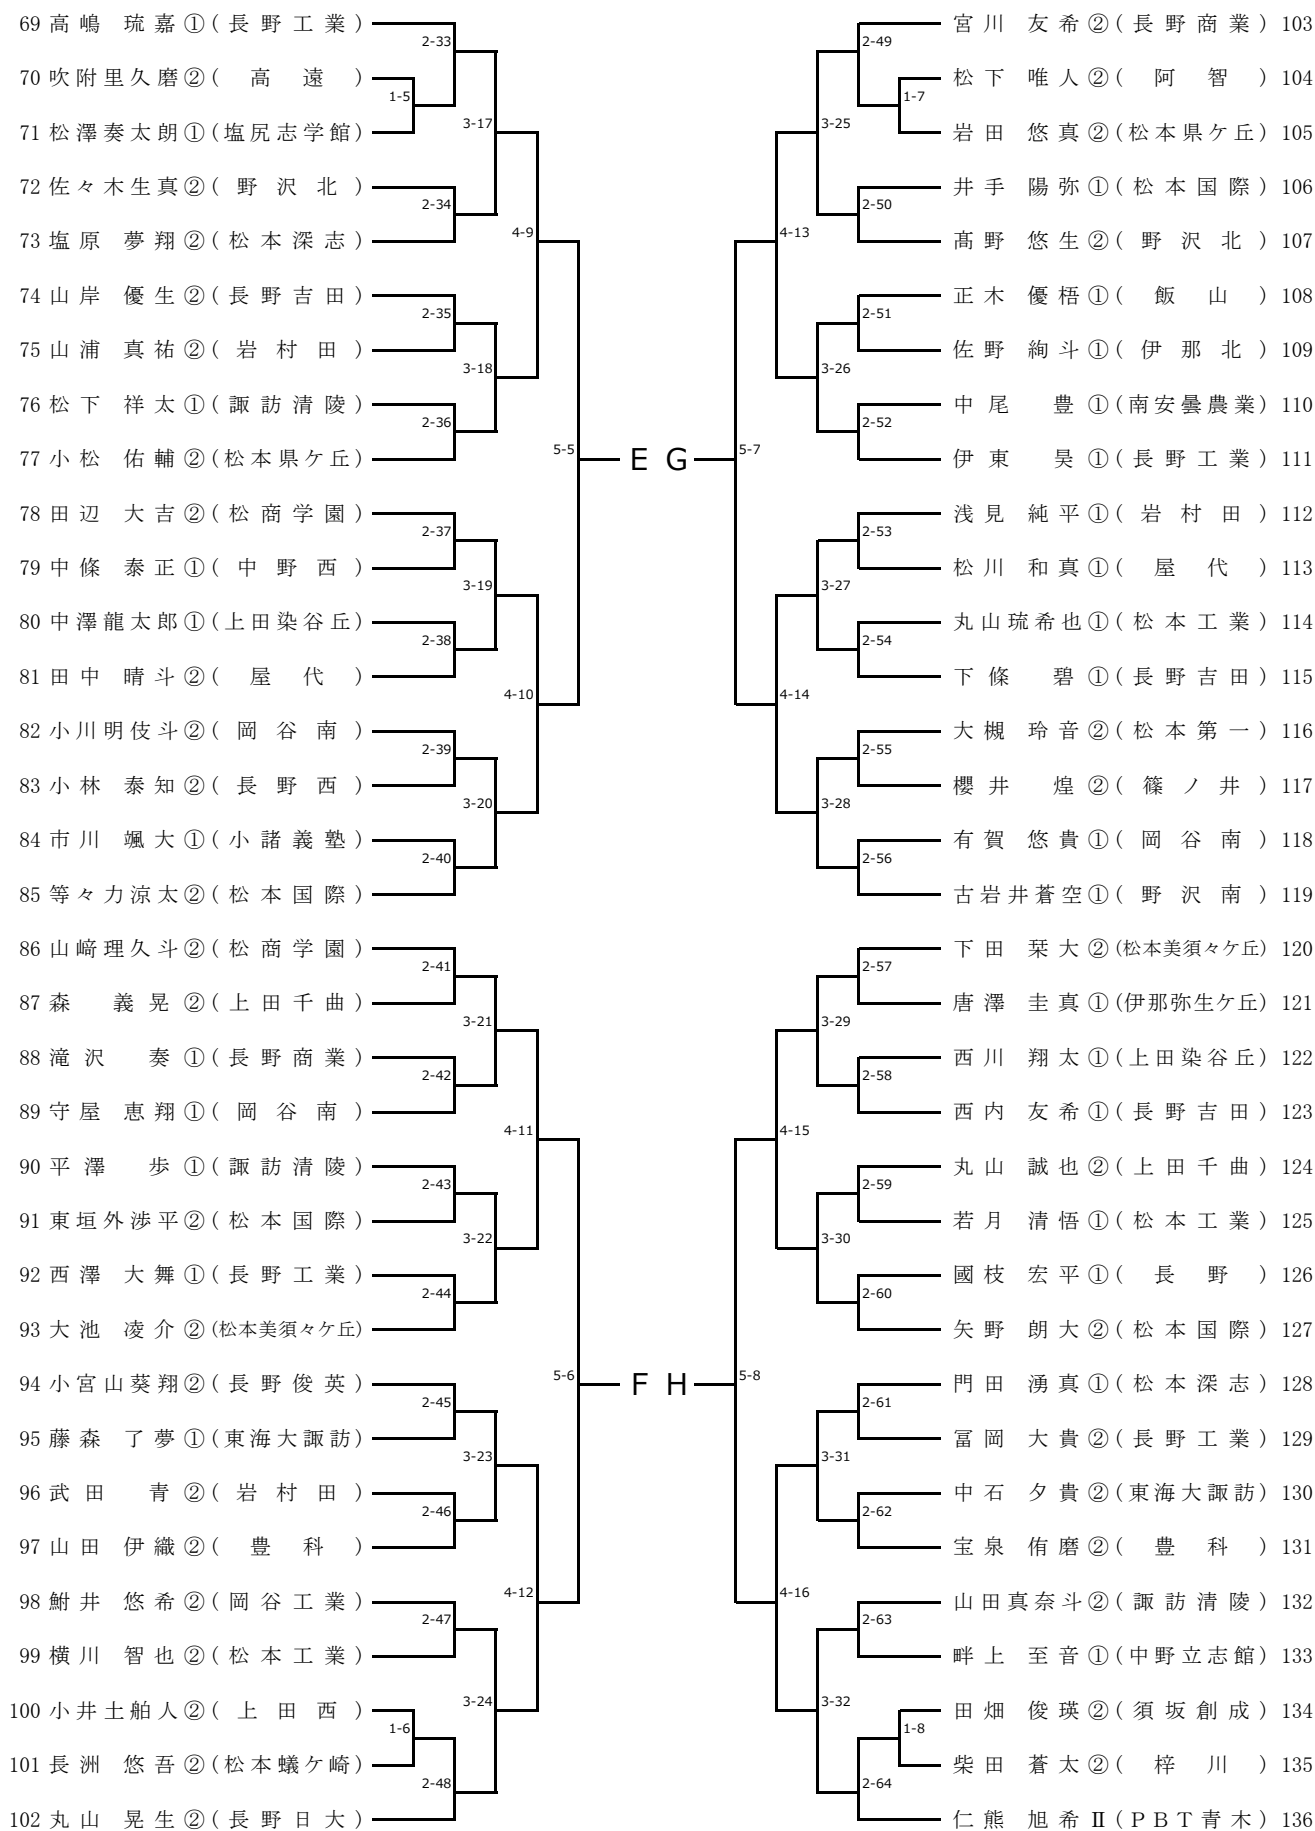 69 高嶋 琉嘉①(長野工業)
2-33
70 吹附里久磨②(高遠)
1-5
71 松澤奏太朗①(塩尻志学館)
3-17
72 佐々木生真②(野沢北)
2-34
73 塩原 夢翔②(松本深志)
4-9
74 山岸 優生②(長野吉田)
2-35
75 山浦 真祐②(岩村田)
3-18
76 松下 祥太①(諏訪清陵)
2-36
77 小松 佑輔②(松本県ケ丘)
5-5
E
78 田辺 大吉②(松商学園)
2-37
79 中條 泰正①(中野西)
3-19
80 中澤龍太郎①(上田染谷丘)
2-38
81 田中 晴斗②(屋代)
4-10
82 小川明伎斗②(岡谷南)
2-39
83 小林 泰知②(長野西)
3-20
84 市川 颯大①(小諸義塾)
2-40
85 等々力涼太②(松本国際)
86 山﨑理久斗②(松商学園)
2-41
87 森 義晃②(上田千曲)
3-21
88 滝沢 奏①(長野商業)
2-42
89 守屋 恵翔①(岡谷南)
4-11
90 平澤 歩①(諏訪清陵)
2-43
91 東垣外渉平②(松本国際)
3-22
92 西澤 大舞①(長野工業)
2-44
93 大池 凌介②(松本美須々ケ丘)
5-6
F
94 小宮山葵翔②(長野俊英)
2-45
95 藤森 了夢①(東海大諏訪)
3-23
96 武田 青②(岩村田)
2-46
97 山田 伊織②(豊科)
4-12
98 鮒井 悠希②(岡谷工業)
2-47
99 横川 智也②(松本工業)
3-24
100 小井土舶人②(上田西)
1-6
101 長洲 悠吾②(松本蟻ケ崎)
2-48
102 丸山 晃生②(長野日大)
宮川 友希②(長野商業) 103
2-49
松下 唯人②(阿智) 104
1-7
岩田 悠真②(松本県ケ丘) 105
3-25
井手 陽弥①(松本国際) 106
2-50
髙野 悠生②(野沢北) 107
4-13
正木 優梧①(飯山) 108
2-51
佐野 絢斗①(伊那北) 109
3-26
中尾 豊①(南安曇農業) 110
2-52
伊東 昊①(長野工業) 111
G
5-7
浅見 純平①(岩村田) 112
2-53
松川 和真①(屋代) 113
3-27
丸山琉希也①(松本工業) 114
2-54
下條 碧①(長野吉田) 115
4-14
大槻 玲音②(松本第一) 116
2-55
櫻井 煌②(篠ノ井) 117
3-28
有賀 悠貴①(岡谷南) 118
2-56
古岩井蒼空①(野沢南) 119
下田 栞大②(松本美須々ケ丘) 120
2-57
唐澤 圭真①(伊那弥生ケ丘) 121
3-29
西川 翔太①(上田染谷丘) 122
2-58
西内 友希①(長野吉田) 123
4-15
丸山 誠也②(上田千曲) 124
2-59
若月 清悟①(松本工業) 125
3-30
國枝 宏平①(長野) 126
2-60
矢野 朗大②(松本国際) 127
H
5-8
門田 湧真①(松本深志) 128
2-61
冨岡 大貴②(長野工業) 129
3-31
中石 夕貴②(東海大諏訪) 130
2-62
宝泉 侑磨②(豊科) 131
4-16
山田真奈斗②(諏訪清陵) 132
2-63
畔上 至音①(中野立志館) 133
3-32
田畑 俊瑛②(須坂創成) 134
1-8
柴田 蒼太②(梓川) 135
2-64
仁熊 旭希Ⅱ(PBT青木) 136